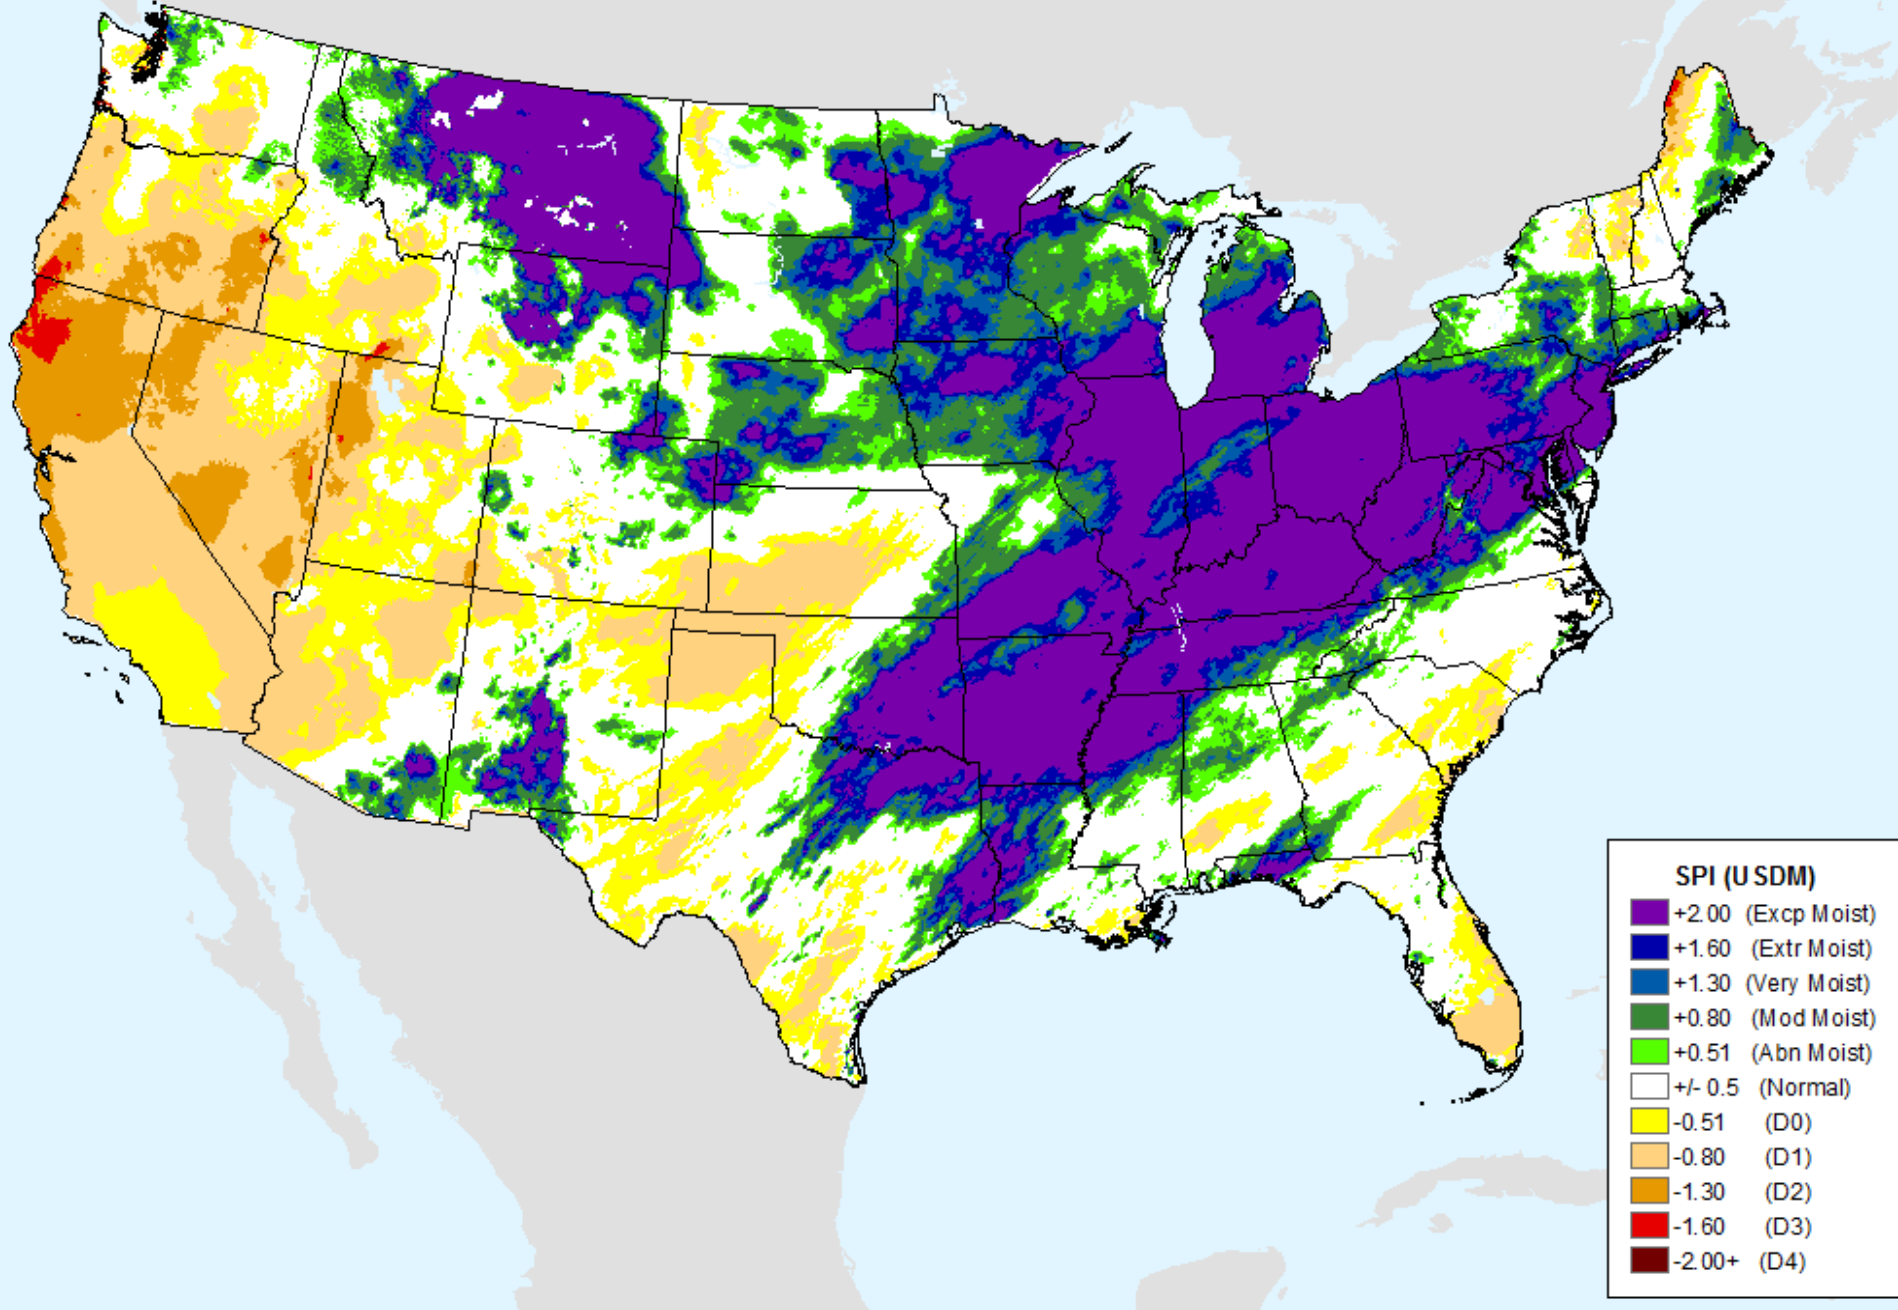 SPI (USDM)
+2.00 (Excp Moist)
+1.60 (Extr Moist)
+1.30 (Very Moist)
+0.80 (Mod Moist)
+0.51 (Abn Moist)
+/- 0.5 (Normal)
-0.51 (D0)
-0.80 (D1)
-1.30 (D2)
-1.60 (D3)
-2.00+ (D4)